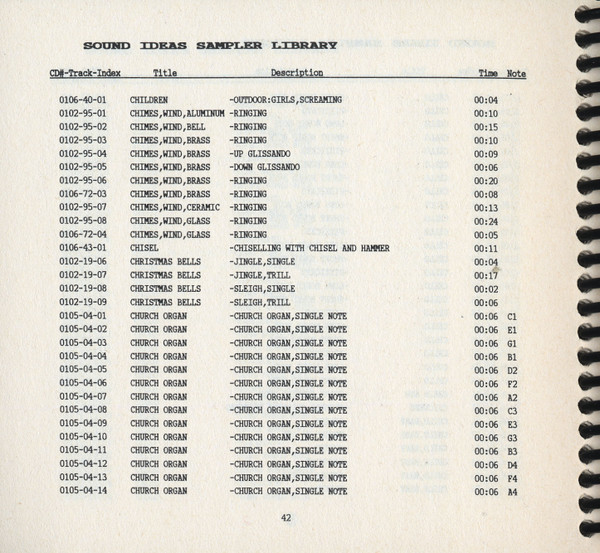 SOUND IDEAS SAMPLER LIBRARY
CD#-Track-Index Title Description Time Note
0106-40-01 CHILDREN -OUTDOOR:GIRLS,SCREAMING 00:04
0102-95-01 CHIMES,WIND,ALUMINUM -RINGING 00:10
0102-95-02 CHIMES,WIND,BELL -RINGING 00:15
0102-95-03 CHIMES,WIND,BRASS -RINGING 00:10
0102-95-04 CHIMES,WIND,BRASS -UP GLISSANDO 00:09
0102-95-05 CHIMES,WIND,BRASS -DOWN GLISSANDO 00:06
0102-95-06 CHIMES,WIND,BRASS -RINGING 00:20
0106-72-03 CHIMES,WIND,BRASS -RINGING 00:08
0102-95-07 CHIMES,WIND,CERAMIC -RINGING 00:13
0102-95-08 CHIMES,WIND,GLASS -RINGING 00:24
0106-72-04 CHIMES,WIND,GLASS -RINGING 00:05
0106-43-01 CHISEL -CHISELLING WITH CHISEL AND HAMMER 00:11
0102-19-06 CHRISTMAS BELLS -JINGLE,SINGLE 00:04
0102-19-07 CHRISTMAS BELLS -JINGLE,TRILL 00:17
0102-19-08 CHRISTMAS BELLS -SLEIGH,SINGLE 00:02
0102-19-09 CHRISTMAS BELLS -SLEIGH,TRILL 00:06
0105-04-01 CHURCH ORGAN -CHURCH ORGAN,SINGLE NOTE 00:06 C1
0105-04-02 CHURCH ORGAN -CHURCH ORGAN,SINGLE NOTE 00:06 E1
0105-04-03 CHURCH ORGAN -CHURCH ORGAN,SINGLE NOTE 00:06 G1
0105-04-04 CHURCH ORGAN -CHURCH ORGAN,SINGLE NOTE 00:06 B1
0105-04-05 CHURCH ORGAN -CHURCH ORGAN,SINGLE NOTE 00:06 D2
0105-04-06 CHURCH ORGAN -CHURCH ORGAN,SINGLE NOTE 00:06 F2
0105-04-07 CHURCH ORGAN -CHURCH ORGAN,SINGLE NOTE 00:06 A2
0105-04-08 CHURCH ORGAN -CHURCH ORGAN,SINGLE NOTE 00:06 C3
0105-04-09 CHURCH ORGAN -CHURCH ORGAN,SINGLE NOTE 00:06 E3
0105-04-10 CHURCH ORGAN -CHURCH ORGAN,SINGLE NOTE 00:06 G3
0105-04-11 CHURCH ORGAN -CHURCH ORGAN,SINGLE NOTE 00:06 B3
0105-04-12 CHURCH ORGAN -CHURCH ORGAN,SINGLE NOTE 00:06 D4
0105-04-13 CHURCH ORGAN -CHURCH ORGAN,SINGLE NOTE 00:06 F4
0105-04-14 CHURCH ORGAN -CHURCH ORGAN,SINGLE NOTE 00:06 A4
42